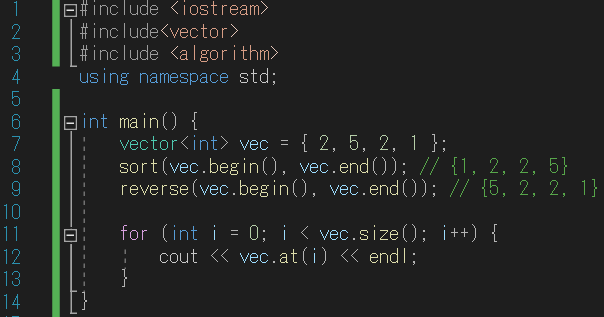 1 #include <iostream>
2 #include<vector>
3 #include <algorithm>
4 using namespace std;
5
6 int main() {
7 vector<int> vec = { 2, 5, 2, 1 };
8 sort(vec.begin(), vec.end()); // {1, 2, 2, 5}
9 reverse(vec.begin(), vec.end()); // {5, 2, 2, 1}
10
11 for (int i = 0; i < vec.size(); i++) {
12 cout << vec.at(i) << endl;
13 }
14 }